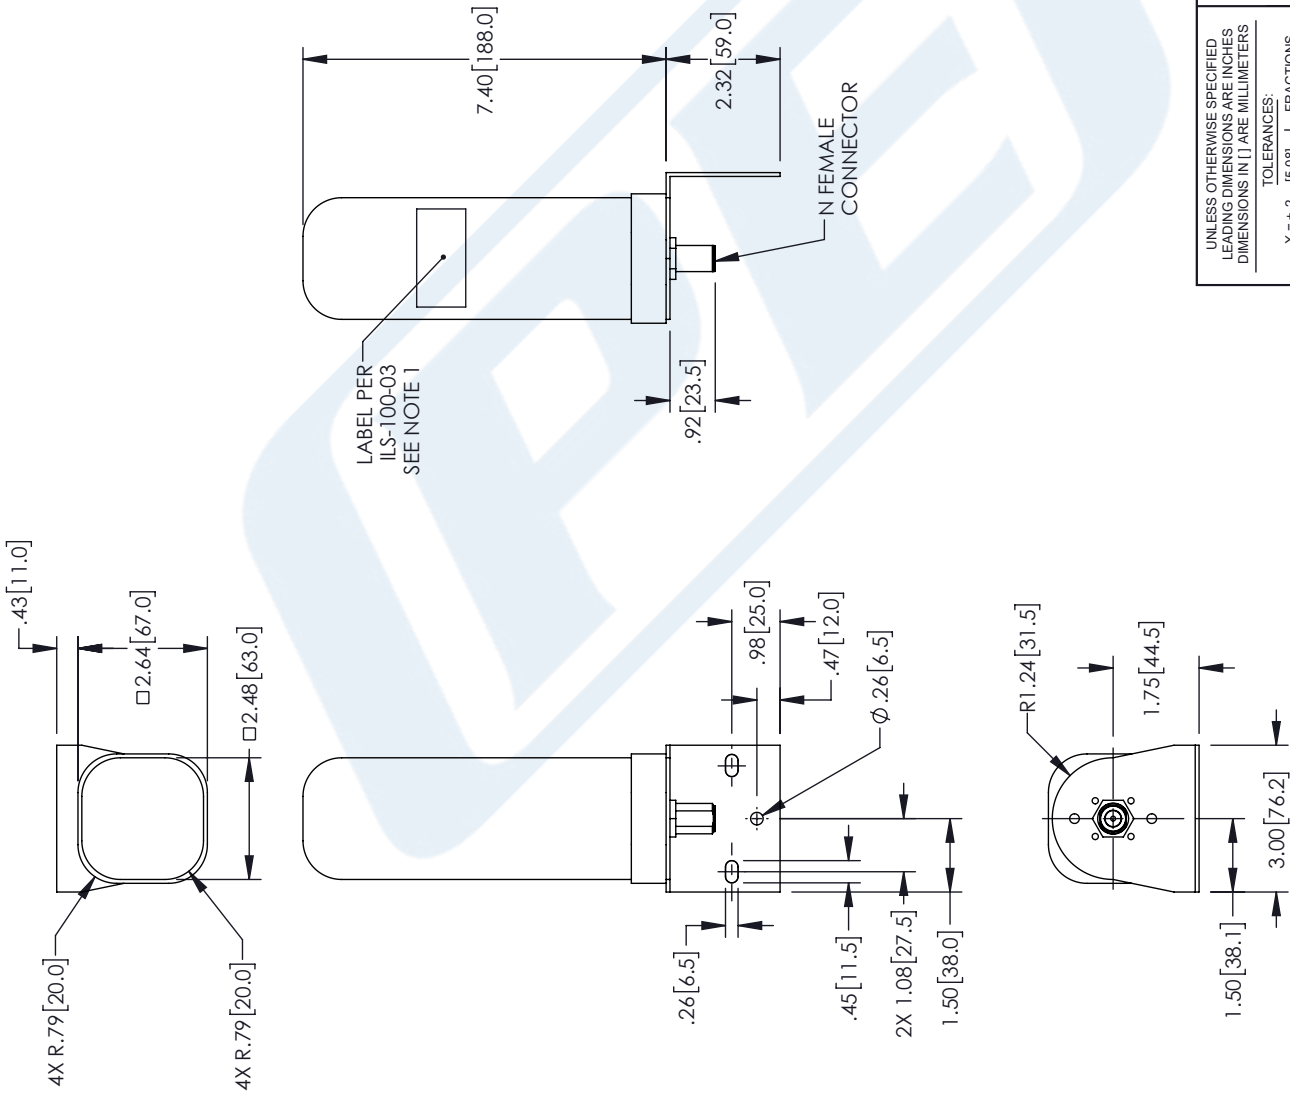 .43[11.0]
□2.64[67.0]
□2.48[63.0]
4X R.79[20.0]
4X R.79[20.0]
7.40[188.0]
2.32[59.0]
N FEMALE
CONNECTOR
LABEL PER
ILS-100-03
SEE NOTE 1
.92[23.5]
.98[25.0]
.47[12.0]
Ø.26[6.5]
.26[6.5]
.45[11.5]
2X 1.08[27.5]
1.50[38.0]
R1.24[31.5]
1.75[44.5]
3.00[76.2]
1.50[38.1]
UNLESS OTHERWISE SPECIFIED
LEADING DIMENSIONS ARE INCHES
DIMENSIONS IN [ ] ARE MILLIMETERS
TOLERANCES: